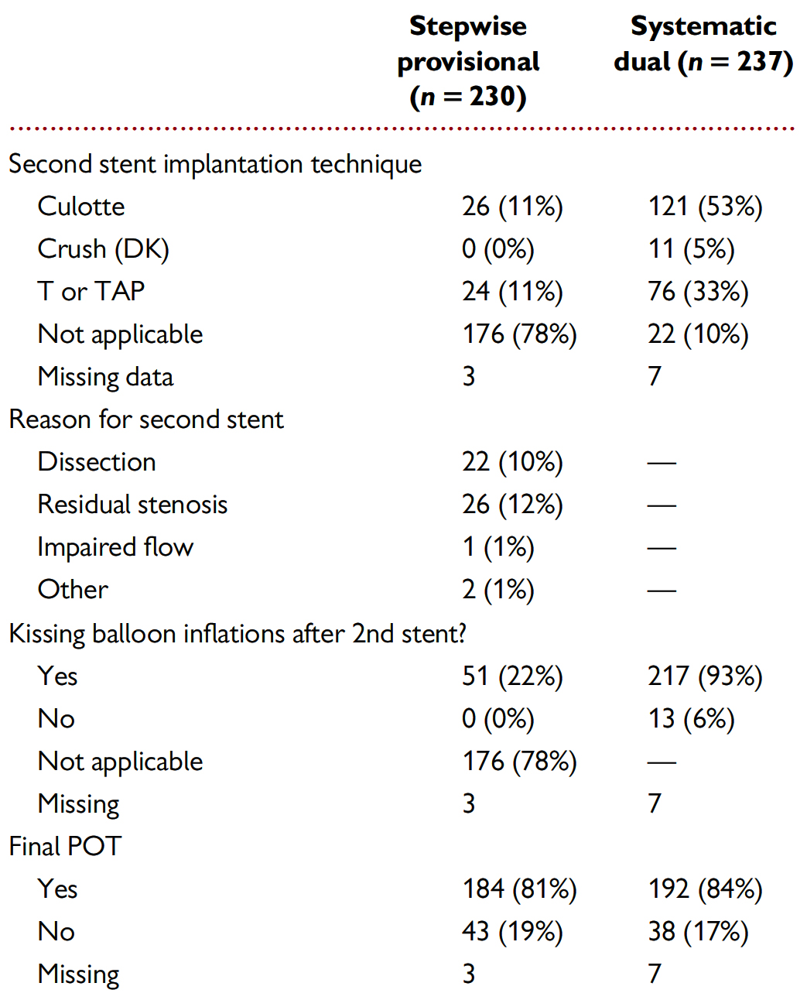 Stepwise provisional (n = 230) Systematic dual (n = 237)
Second stent implantation technique
Culotte 26 (11%) 121 (53%)
Crush (DK) 0 (0%) 11 (5%)
T or TAP 24 (11%) 76 (33%)
Not applicable 176 (78%) 22 (10%)
Missing data 3 7
Reason for second stent
Dissection 22 (10%) —
Residual stenosis 26 (12%) —
Impaired flow 1 (1%) —
Other 2 (1%) —
Kissing balloon inflations after 2nd stent?
Yes 51 (22%) 217 (93%)
No 0 (0%) 13 (6%)
Not applicable 176 (78%) —
Missing 3 7
Final POT
Yes 184 (81%) 192 (84%)
No 43 (19%) 38 (17%)
Missing 3 7